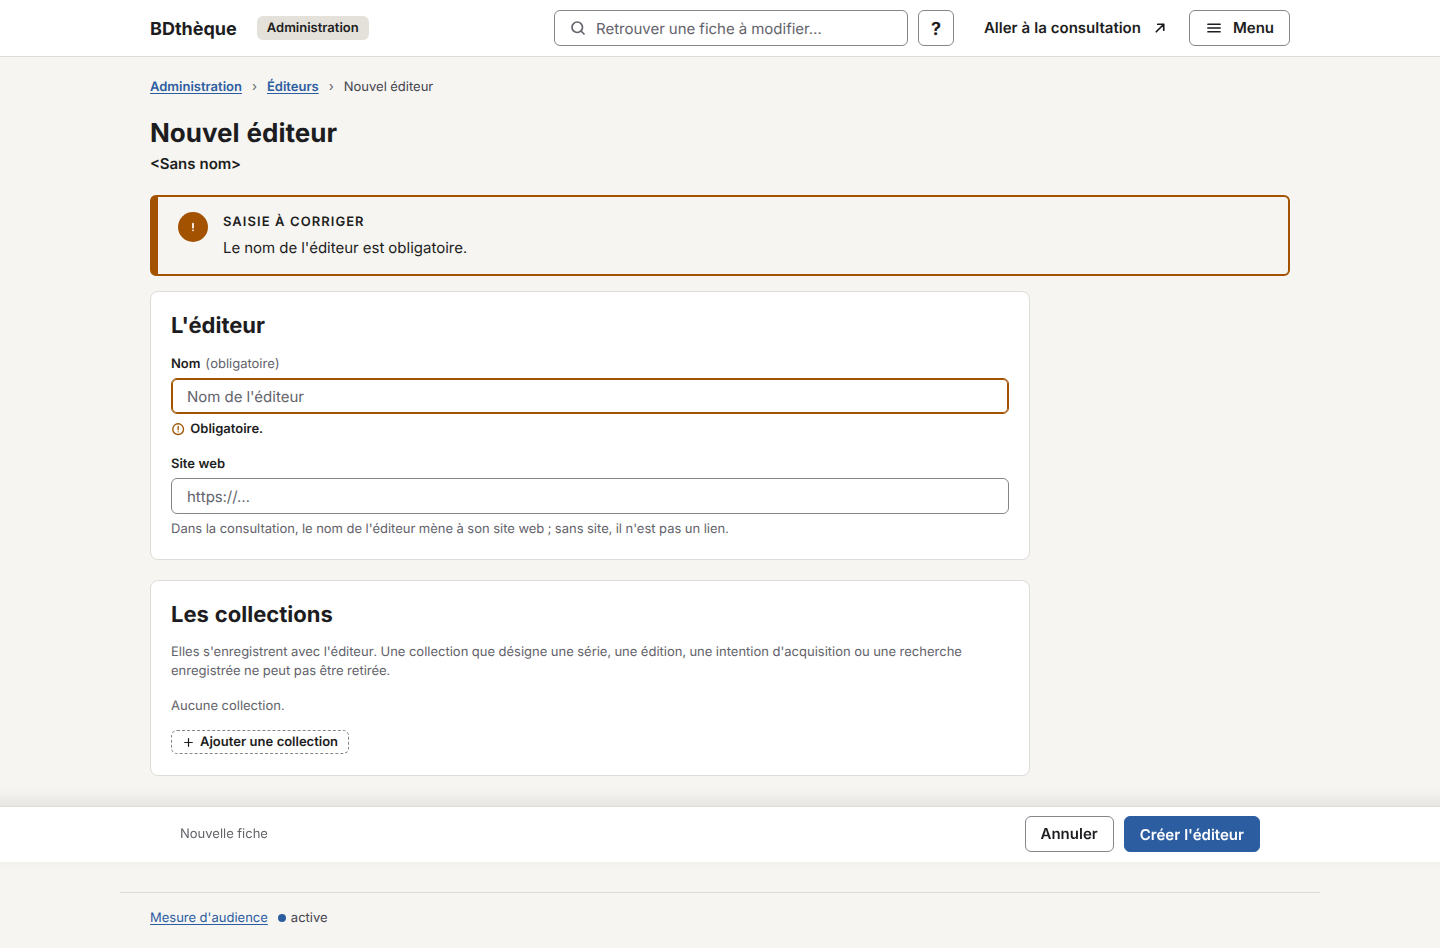 BDthèque
Administration
Retrouver une fiche à modifier...
?
Aller à la consultation
Menu
Administration › Éditeurs › Nouvel éditeur
Nouvel éditeur
<Sans nom>
SAISIE À CORRIGER
Le nom de l'éditeur est obligatoire.
L'éditeur
Nom (obligatoire)
Nom de l'éditeur
Obligatoire.
Site web
https://...
Dans la consultation, le nom de l'éditeur mène à son site web ; sans site, il n'est pas un lien.
Les collections
Elles s'enregistrent avec l'éditeur. Une collection que désigne une série, une édition, une intention d'acquisition ou une recherche
enregistrée ne peut pas être retirée.
Aucune collection.
+ Ajouter une collection
Nouvelle fiche
Annuler
Créer l'éditeur
Mesure d'audience
active